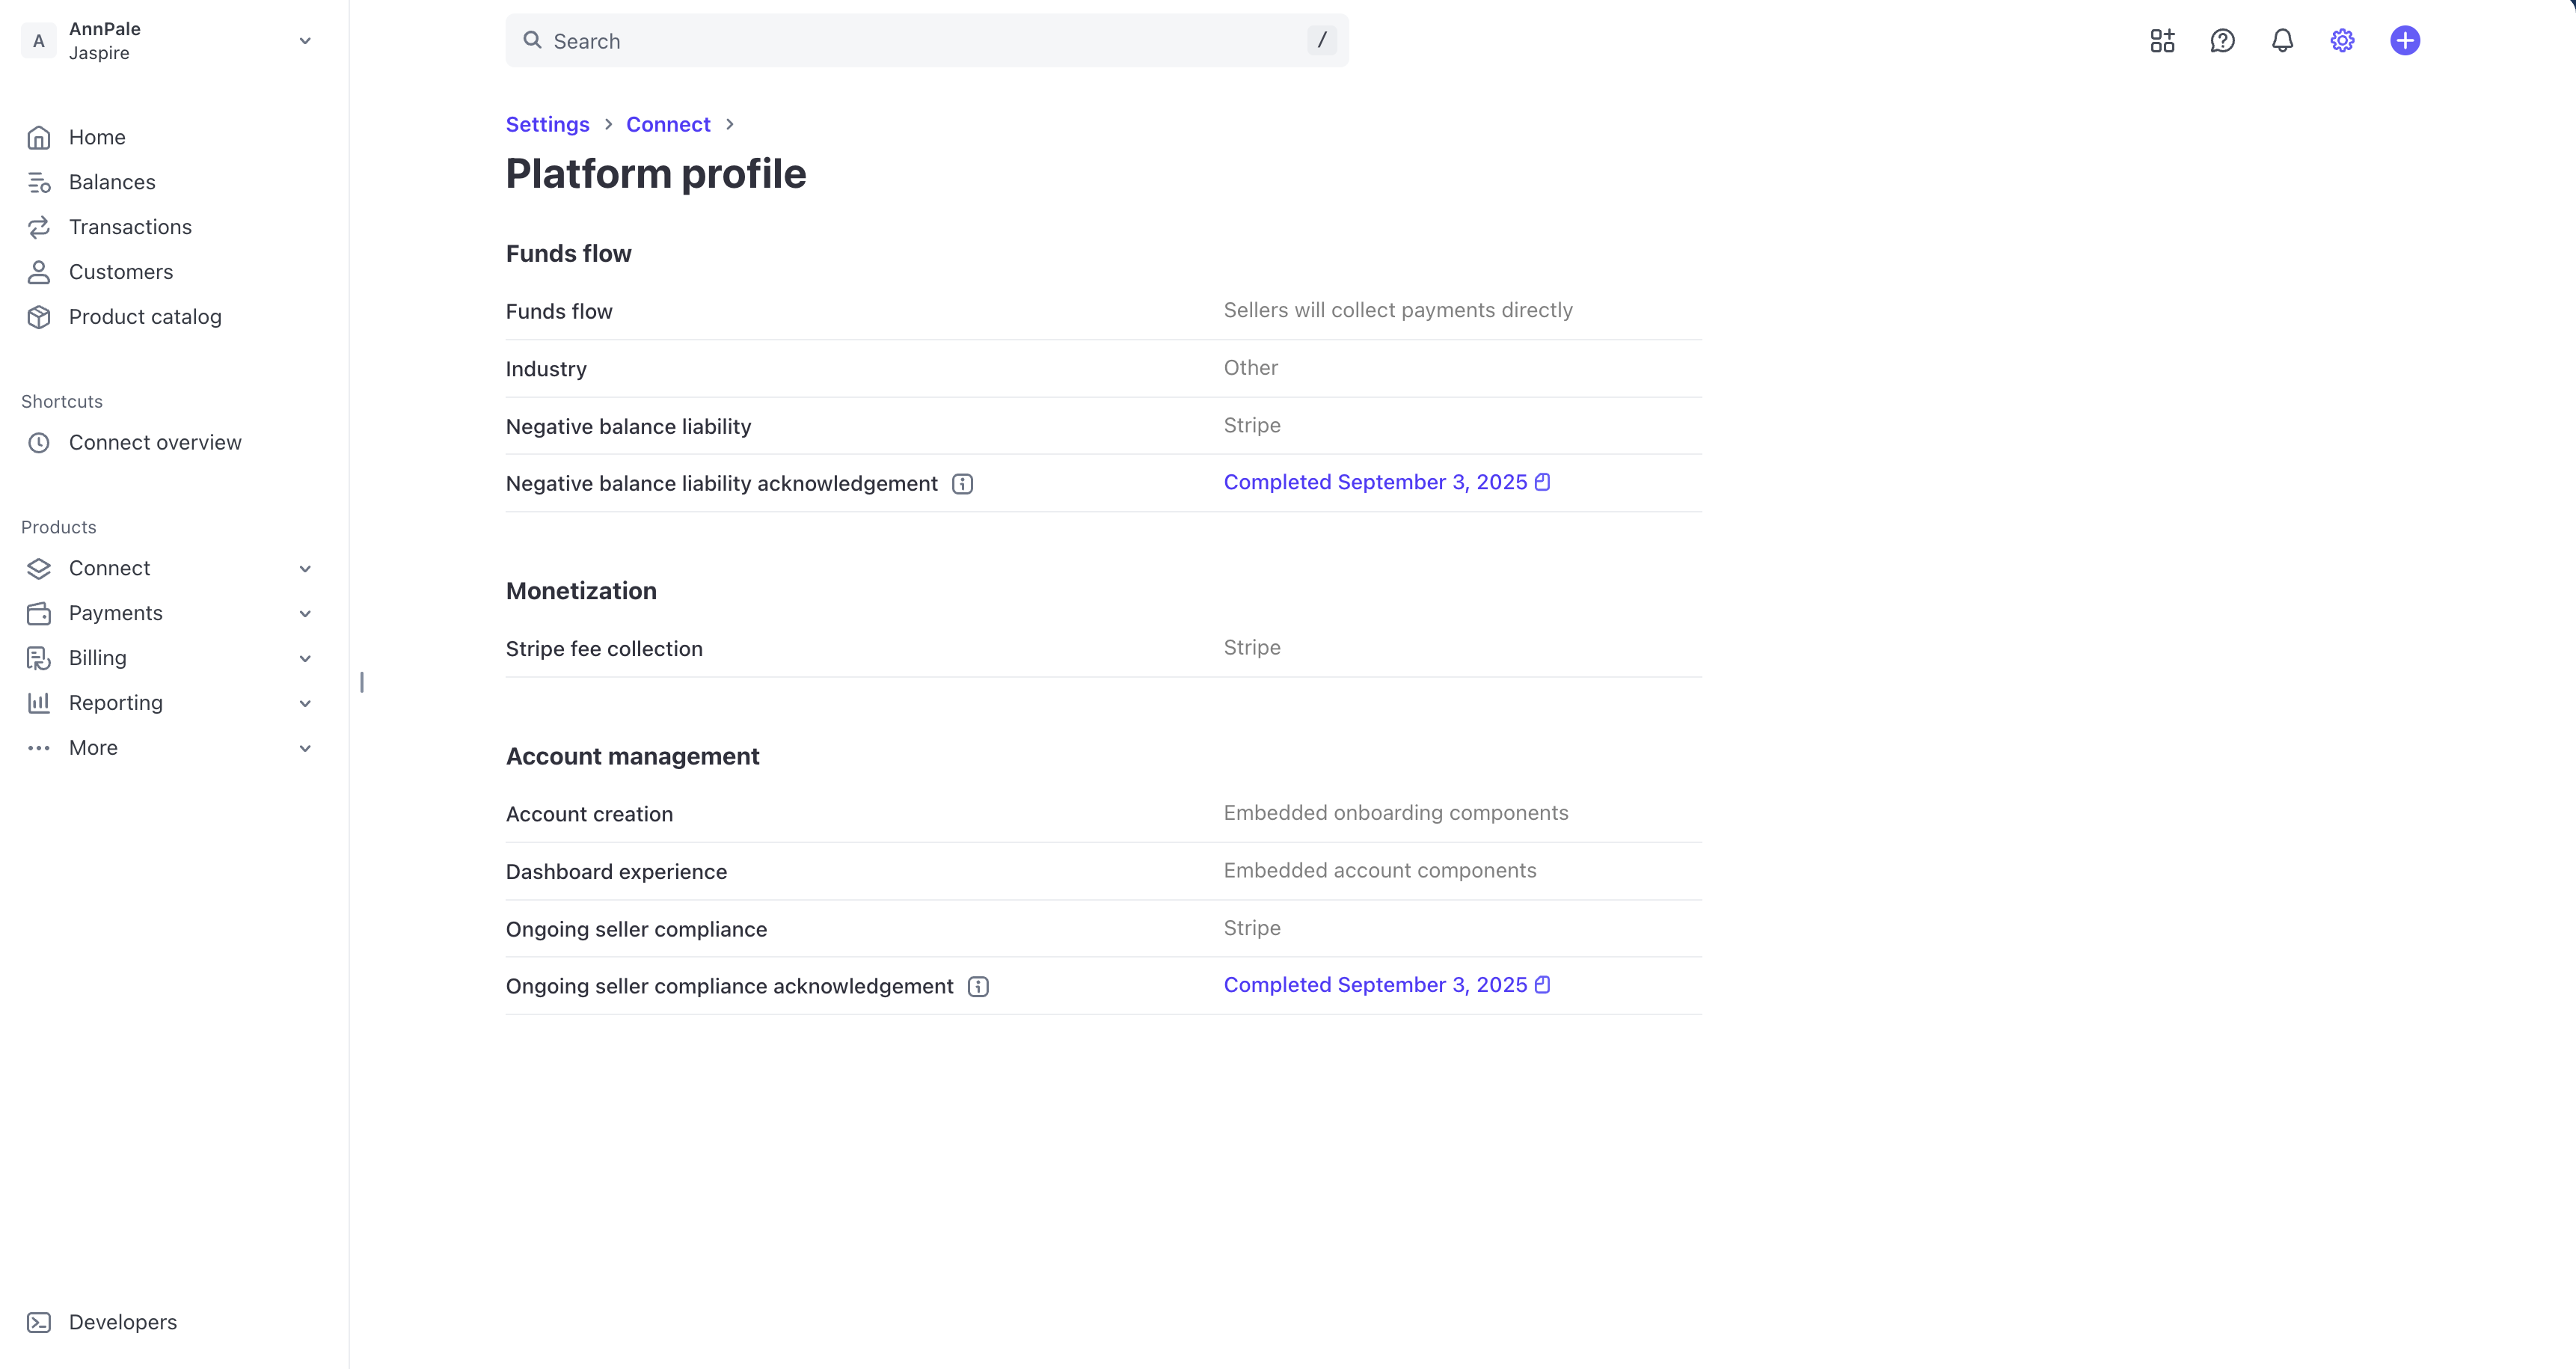 A
AnnPale
Jaspire
Search
/
Home
Balances
Transactions
Customers
Product catalog
Shortcuts
Connect overview
Products
Connect
Payments
Billing
Reporting
More
Developers
Settings > Connect >
Platform profile
Funds flow
Funds flow Sellers will collect payments directly
Industry Other
Negative balance liability Stripe
Negative balance liability acknowledgement Completed September 3, 2025
Monetization
Stripe fee collection Stripe
Account management
Account creation Embedded onboarding components
Dashboard experience Embedded account components
Ongoing seller compliance Stripe
Ongoing seller compliance acknowledgement Completed September 3, 2025